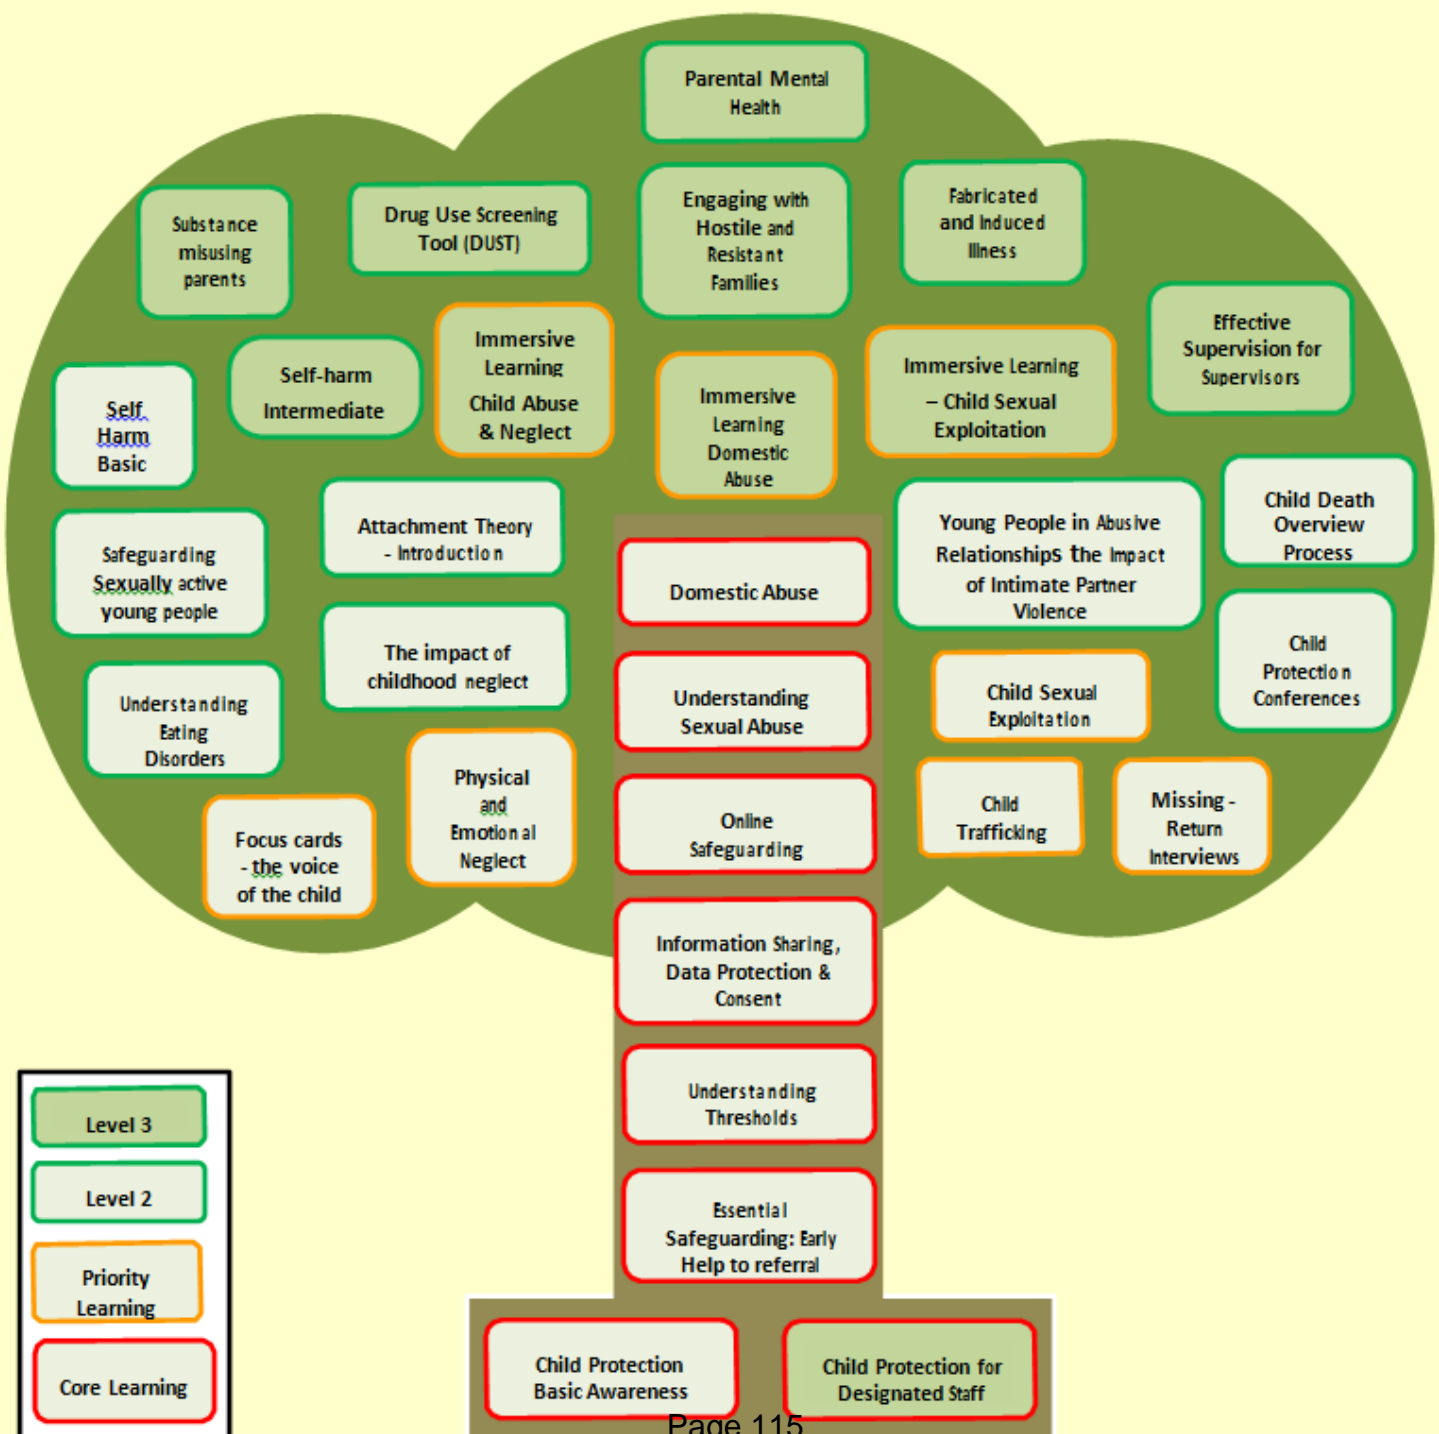 Parental Mental
Health
Substance
misusing
parents
Drug Use Screening
Tool (DUST)
Engaging with
Hostile and
Resistant
Families
Fabricated
and Induced
Illness
Effective
Supervision for
Supervisors
Self
Harm
Basic
Self-harm
Intermediate
Immersive
Learning
Child Abuse
& Neglect
Immersive
Learning
Domestic
Abuse
Immersive Learning
– Child Sexual
Exploitation
Child Death
Overview
Process
Safeguarding
Sexually active
young people
Attachment Theory
- Introduction
Domestic Abuse
Young People in Abusive
Relationships the Impact
of Intimate Partner
Violence
Child
Protection
Conferences
Understanding
Eating
Disorders
The impact of
childhood neglect
Understanding
Sexual Abuse
Child Sexual
Exploitation
Focus cards
- the voice
of the child
Physical
and
Emotional
Neglect
Online
Safeguarding
Child
Trafficking
Missing -
Return
Interviews
Information Sharing,
Data Protection &
Consent
Understanding
Thresholds
Essential
Safeguarding: Early
Help to referral
Child Protection
Basic Awareness
Child Protection for
Designated Staff
Level 3
Level 2
Priority
Learning
Core Learning
Page 115